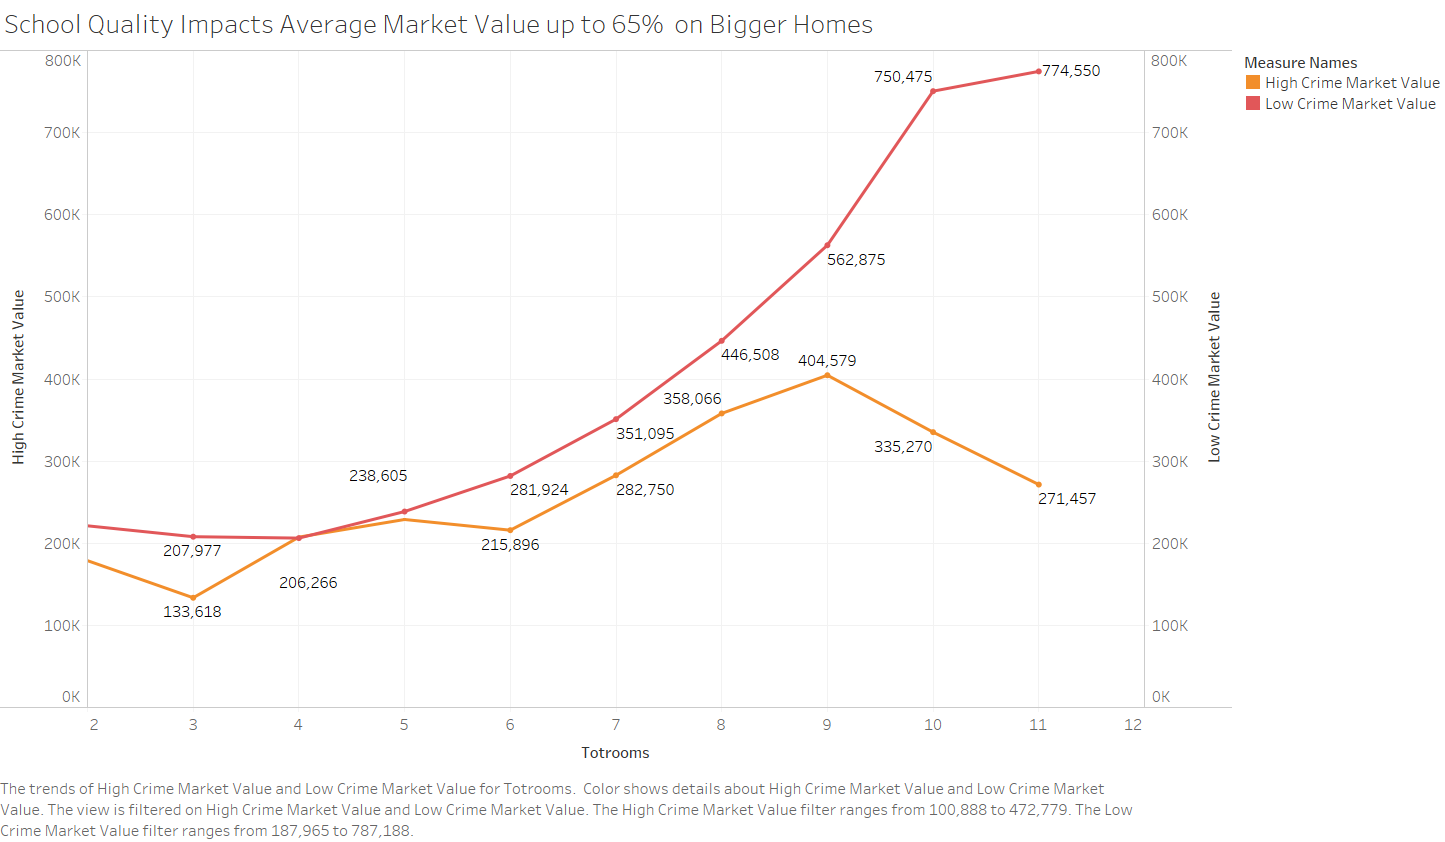 School Quality Impacts Average Market Value up to 65% on Bigger Homes
Measure Names
High Crime Market Value
Low Crime Market Value
800K
700K
600K
500K
400K
300K
200K
100K
0K
High Crime Market Value
750,475
774,550
562,875
446,508
404,579
358,066
351,095
335,270
238,605
281,924
282,750
271,457
207,977
215,896
206,266
133,618
800K
700K
600K
500K
400K
300K
200K
100K
0K
Low Crime Market Value
2 3 4 5 6 7 8 9 10 11 12
Totrooms
The trends of High Crime Market Value and Low Crime Market Value for Totrooms. Color shows details about High Crime Market Value and Low Crime Market
Value. The view is filtered on High Crime Market Value and Low Crime Market Value. The High Crime Market Value filter ranges from 100,888 to 472,779. The Low
Crime Market Value filter ranges from 187,965 to 787,188.